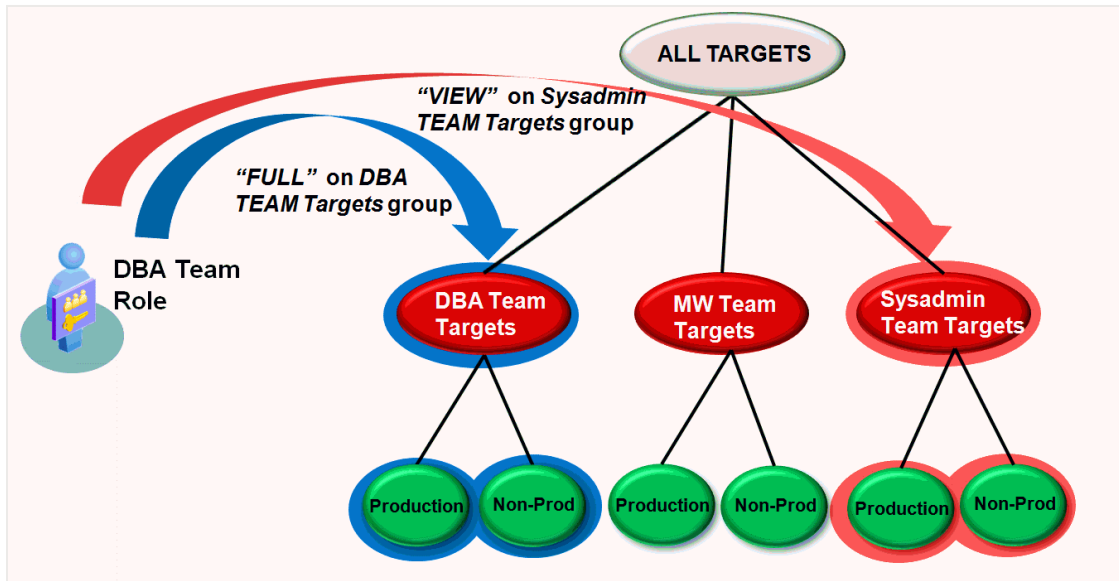 ALL TARGETS
“VIEW” on Sysadmin
TEAM Targets group
“FULL” on DBA
TEAM Targets group
DBA Team
Role
DBA Team
Targets
MW Team
Targets
Sysadmin
Team Targets
Production
Non-Prod
Production
Non-Prod
Production
Non-Prod